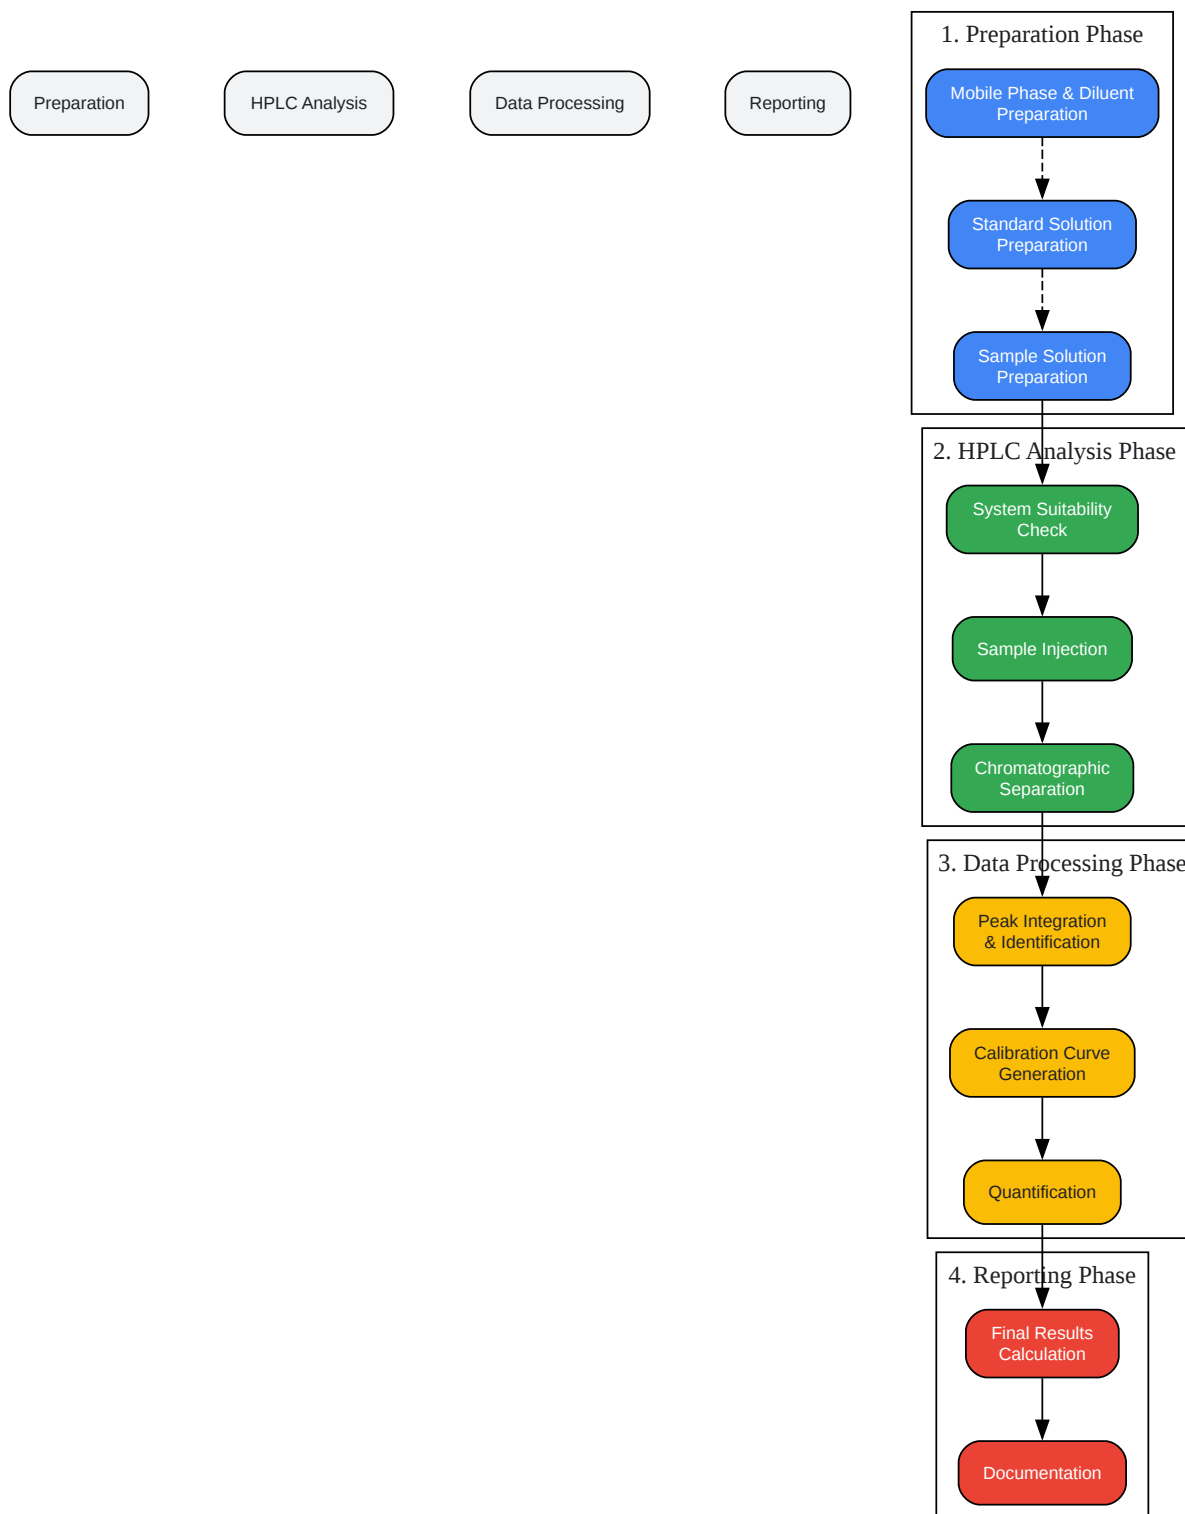 1. Preparation Phase
Preparation
HPLC Analysis
Data Processing
Reporting
Mobile Phase & Diluent
Preparation
Standard Solution
Preparation
Sample Solution
Preparation
2. HPLC Analysis Phase
System Suitability
Check
Sample Injection
Chromatographic
Separation
3. Data Processing Phase
Peak Integration
& Identification
Calibration Curve
Generation
Quantification
4. Reporting Phase
Final Results
Calculation
Documentation